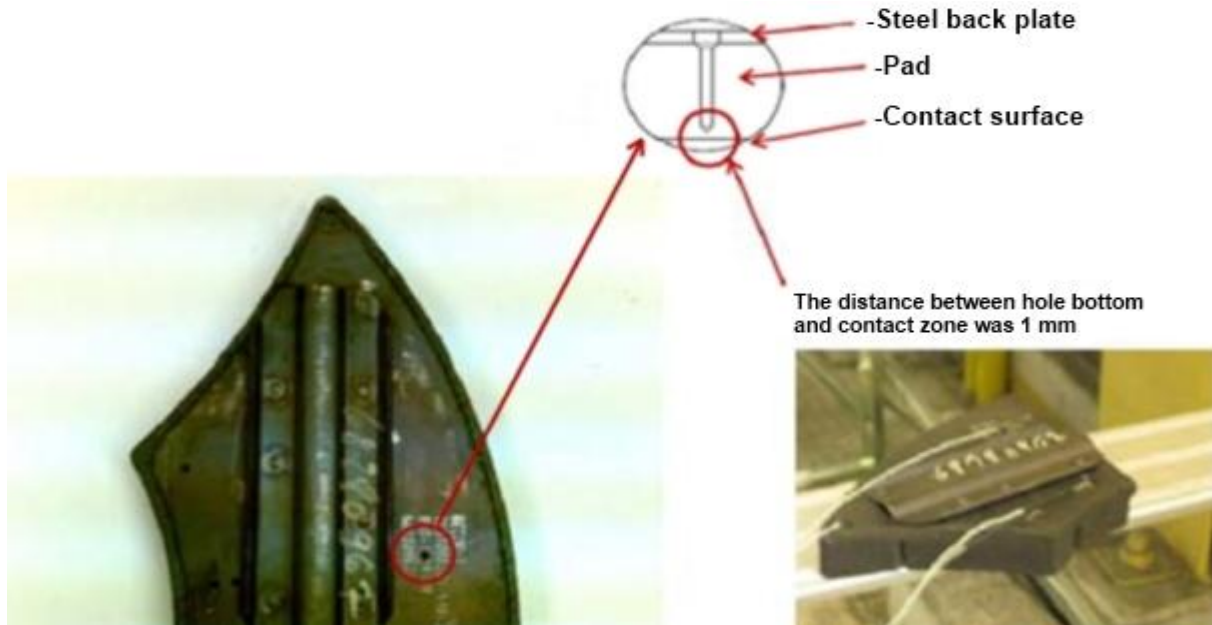 -Steel back plate
-Pad
-Contact surface
The distance between hole bottom
and contact zone was 1 mm